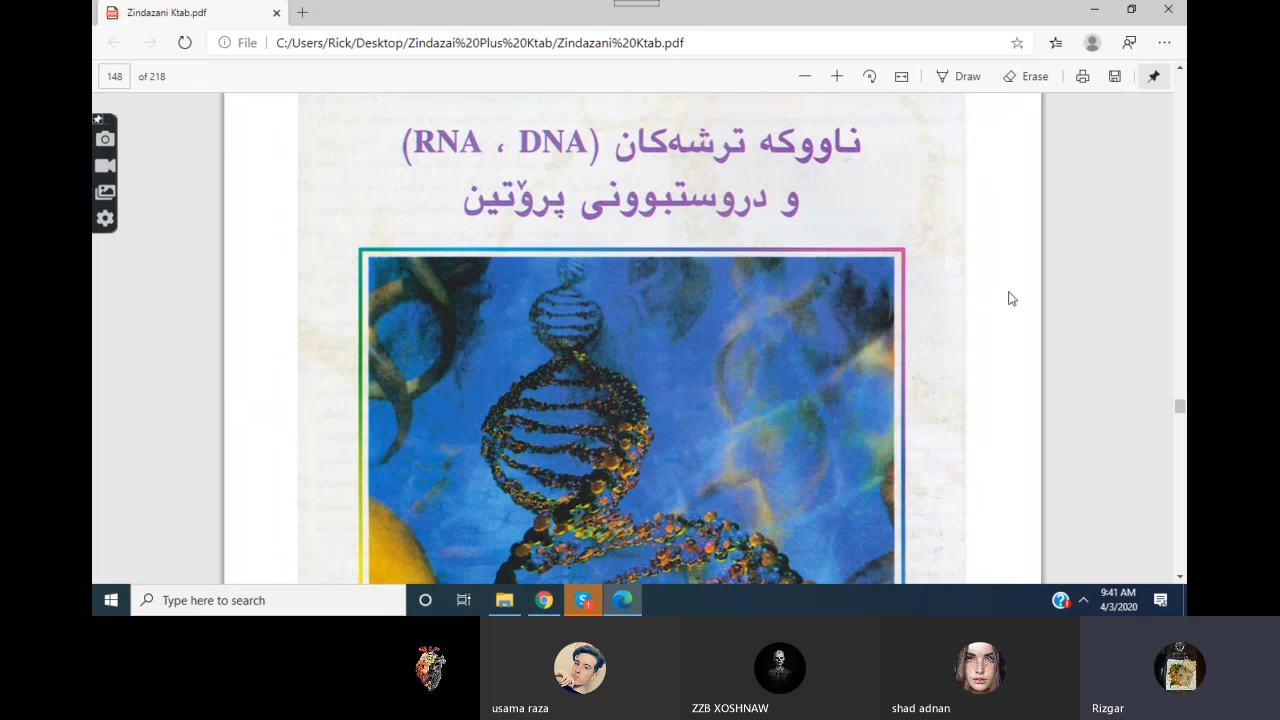 Zindazani Ktab.pdf
File
C:/Users/Rick/Desktop/Zindazai%20Plus%20Ktab/Zindazani%20Ktab.pdf
148 of 218
Draw
Erase
ناووکە ترشەکان (RNA ، DNA)
و دروستبوونی پرۆتین
Type here to search
9:41 AM
4/3/2020
usama raza
ZZB XOSHNAW
shad adnan
Rizgar